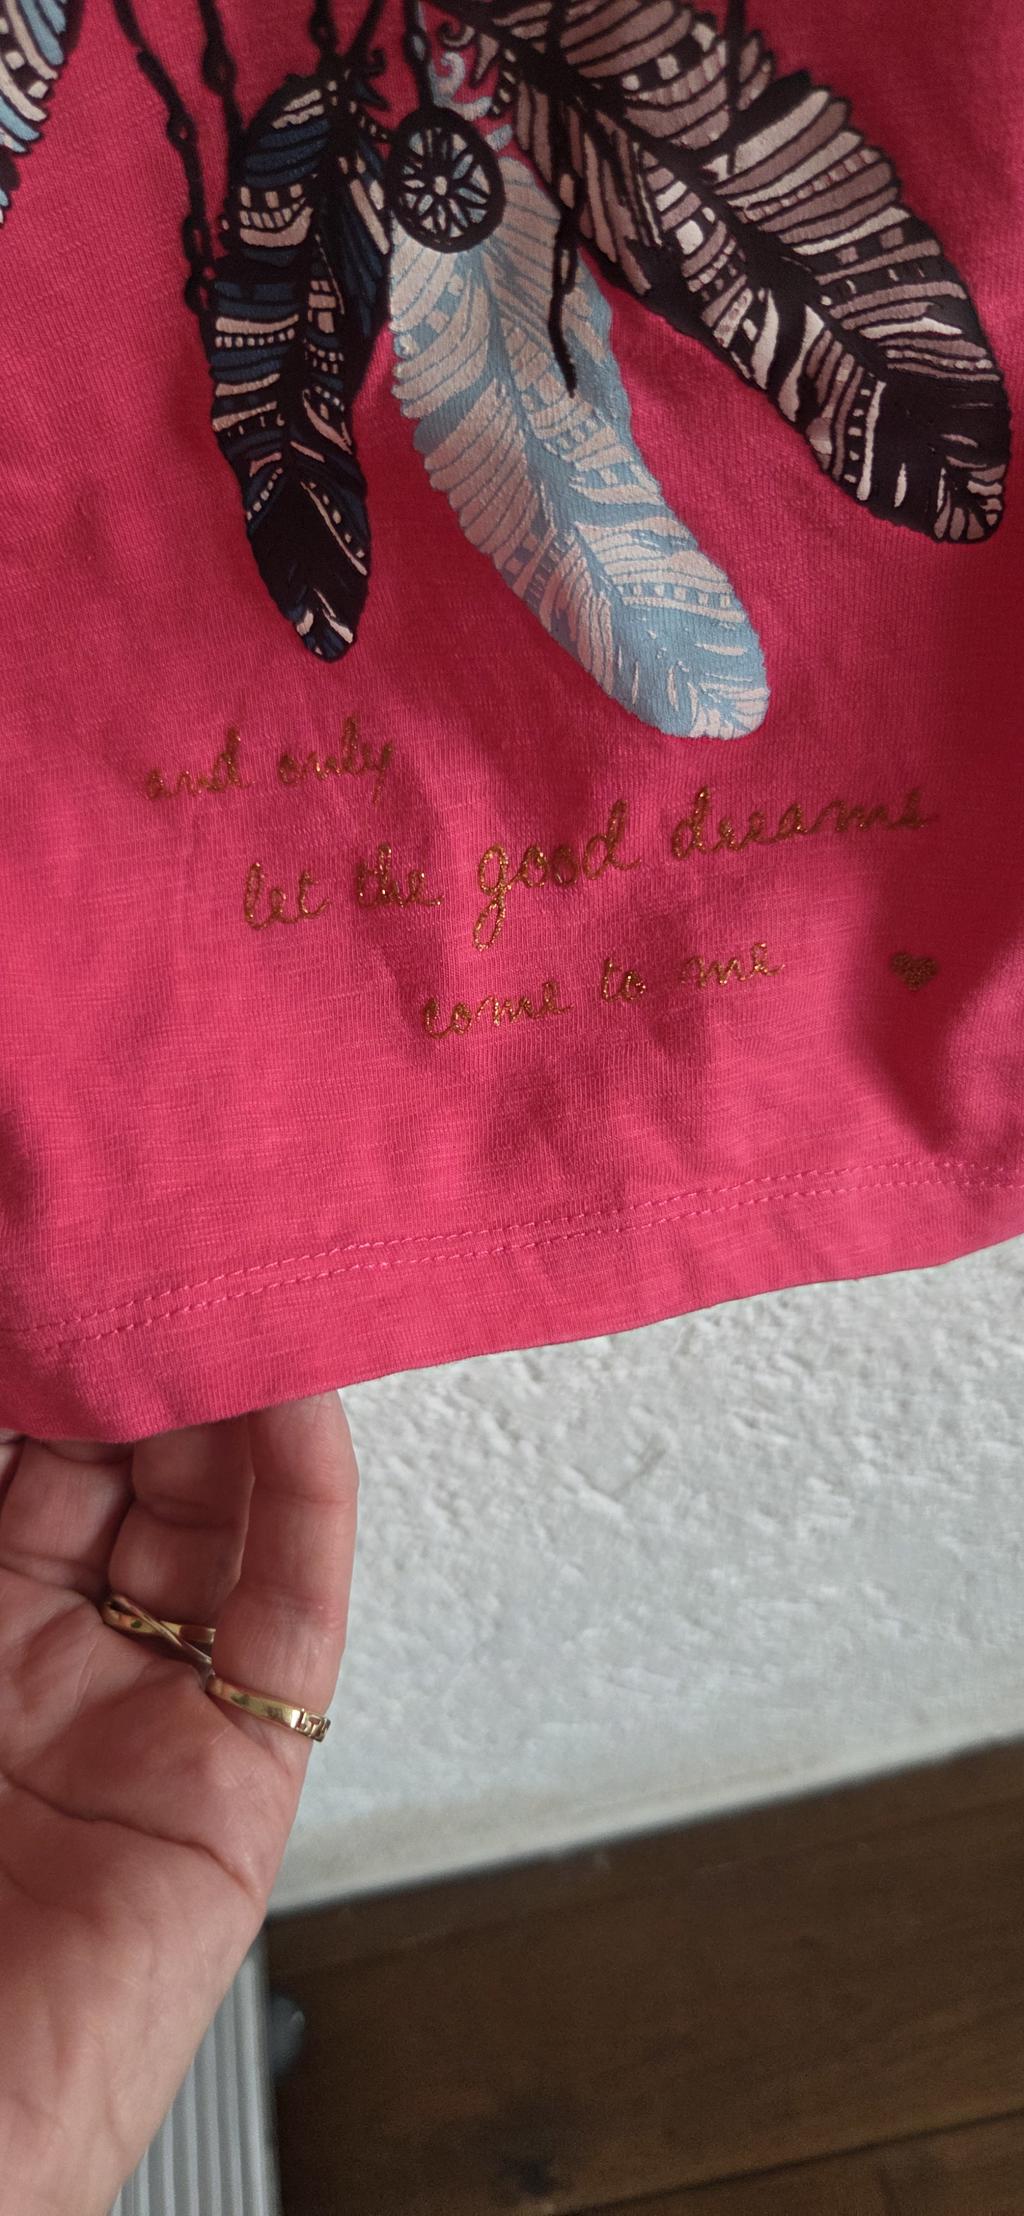 and only
let the good dreams
come to me